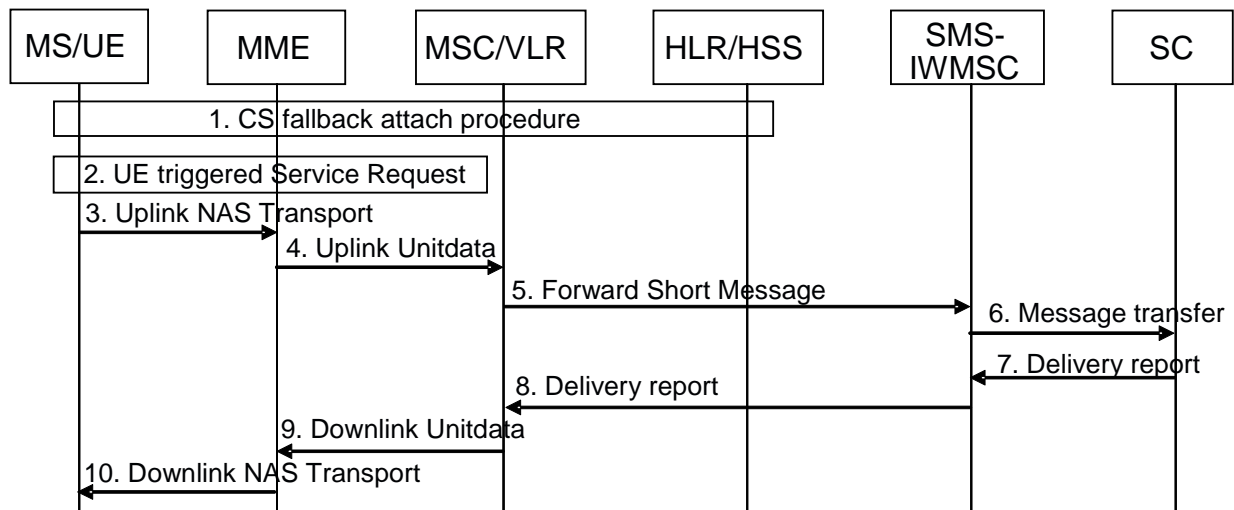 MS/UE
MME
MSC/VLR
HLR/HSS
SMS-
IWMSC
SC
1. CS fallback attach procedure
2. UE triggered Service Request
3. Uplink NAS Transport
4. Uplink Unitdata
5. Forward Short Message
6. Message transfer
7. Delivery report
8. Delivery report
9. Downlink Unitdata
10. Downlink NAS Transport